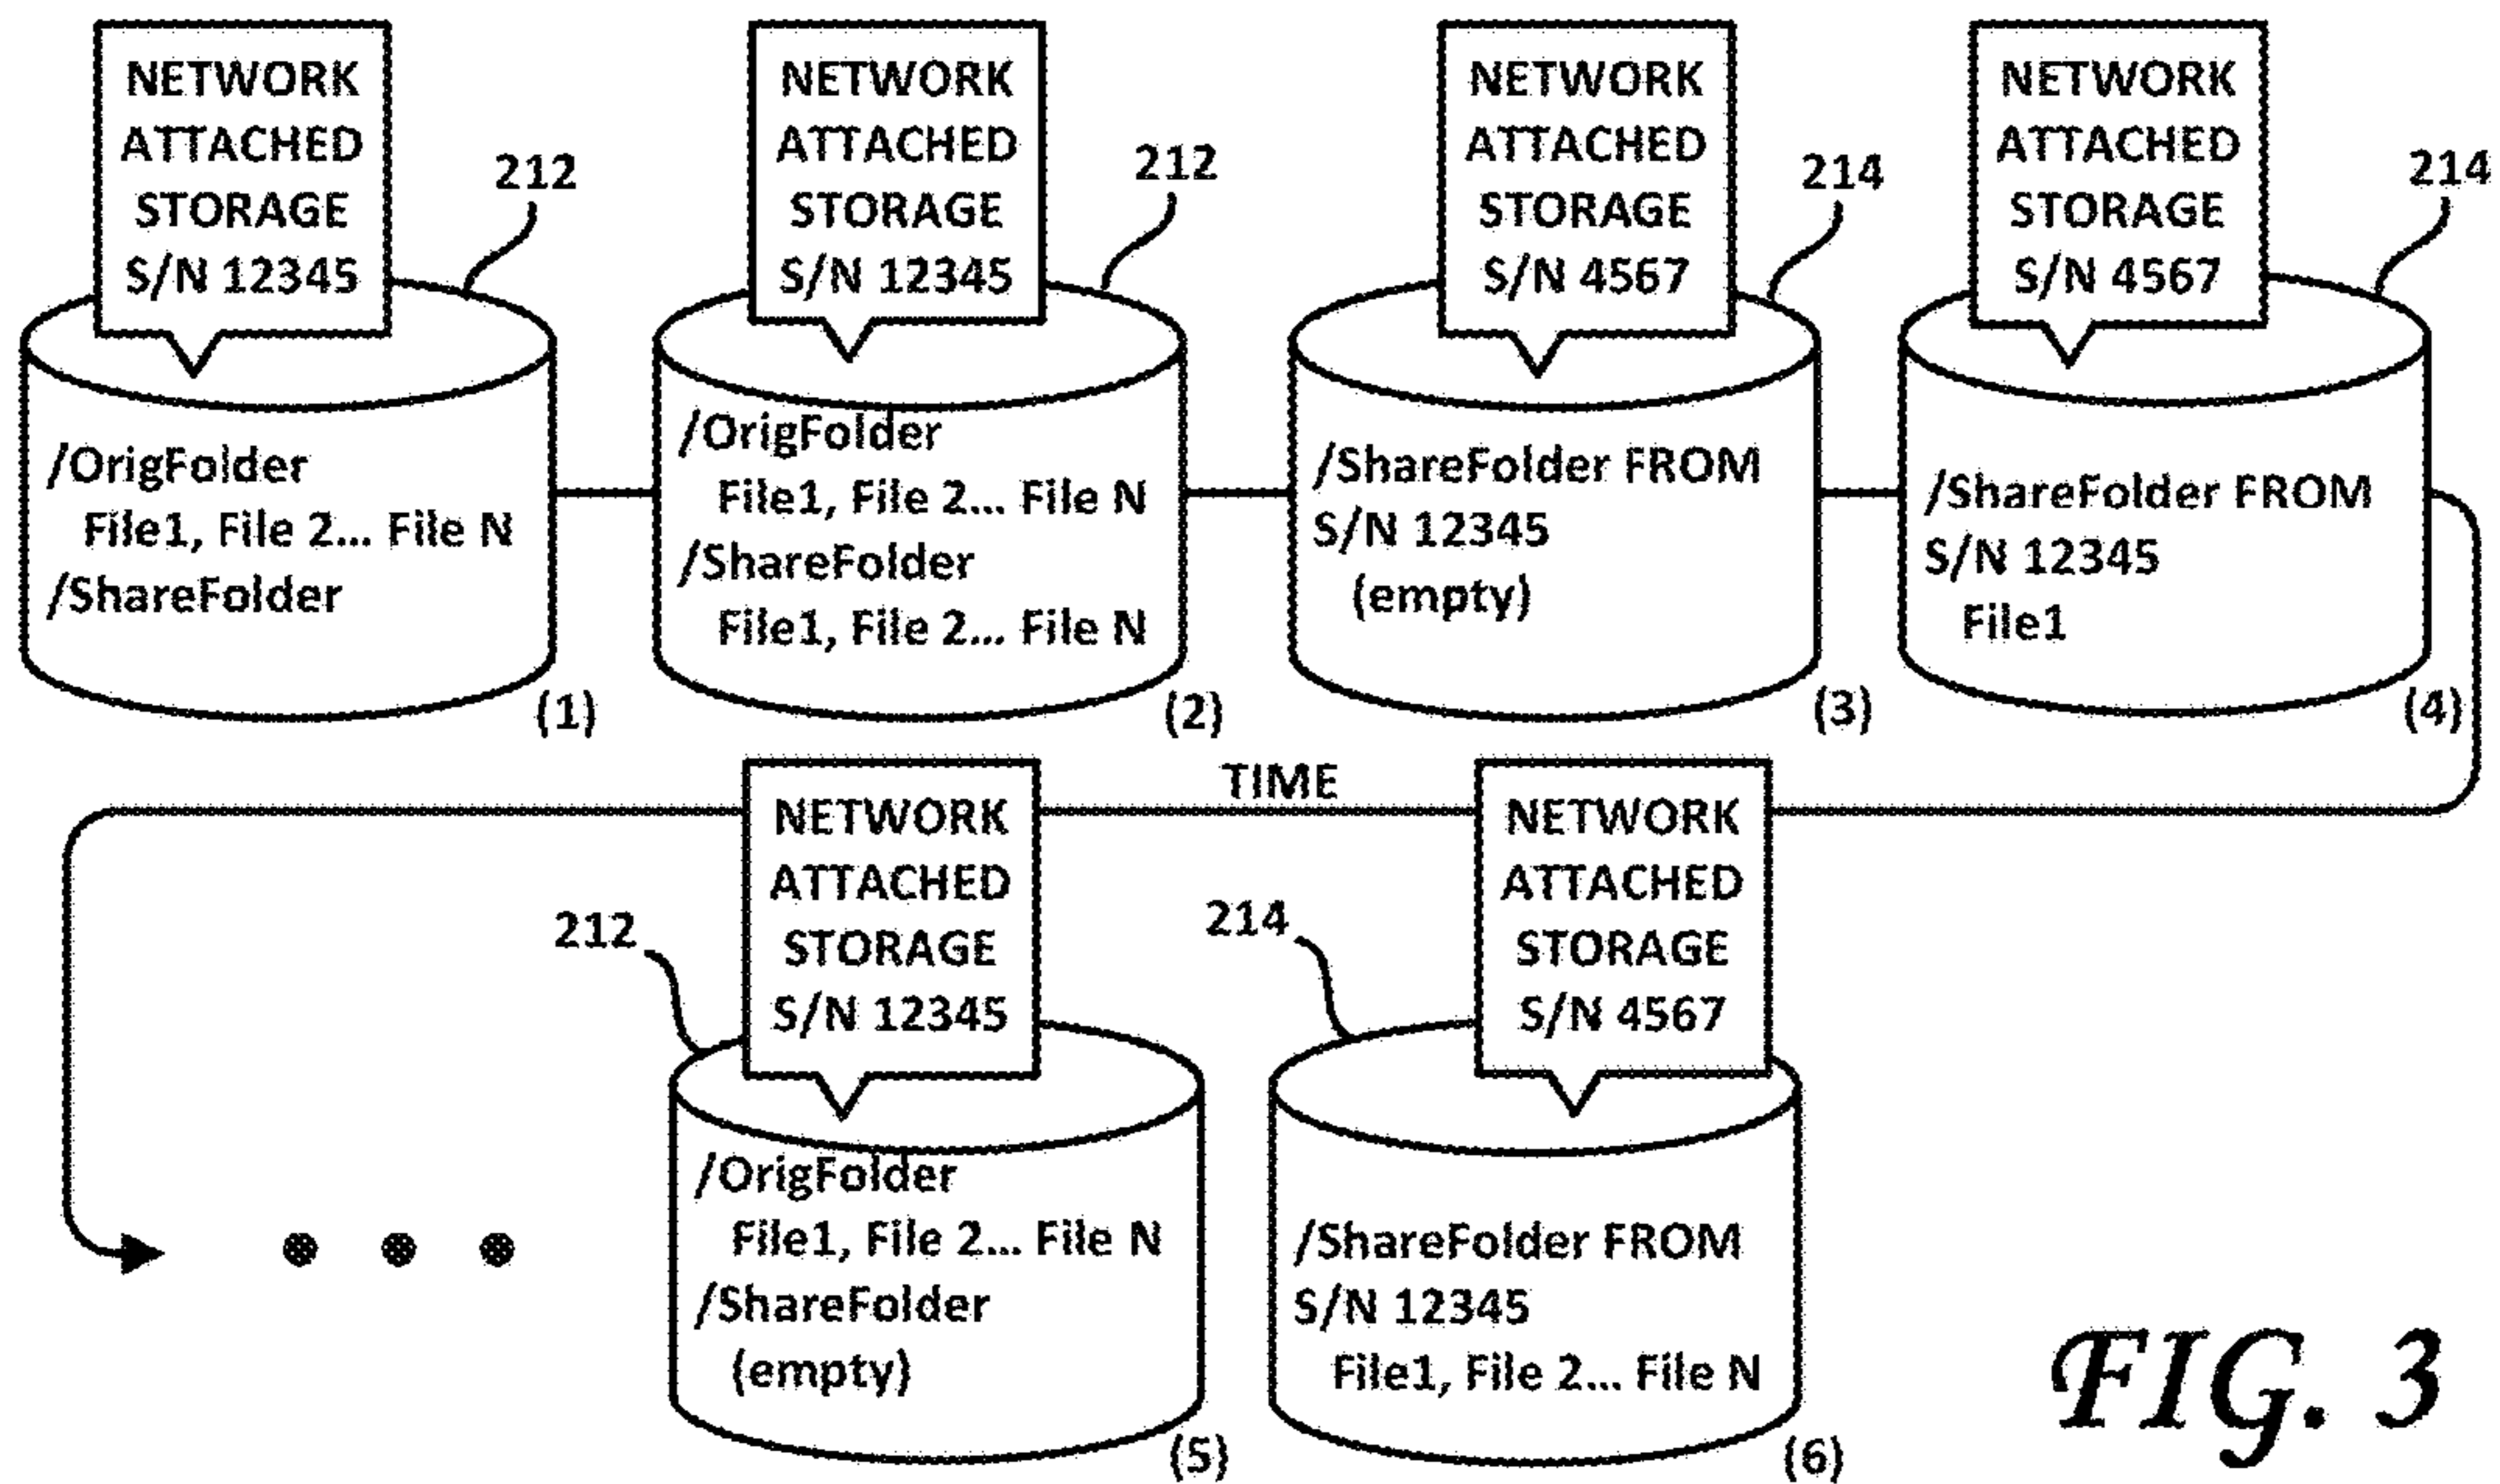 NETWORK
ATTACHED
STORAGE
S/N 12345
212
/OrigFolder
File1, File 2... File N
/ShareFolder
(1)
NETWORK
ATTACHED
STORAGE
S/N 12345
212
/OrigFolder
File1, File 2... File N
/ShareFolder
File1, File 2... File N
(2)
NETWORK
ATTACHED
STORAGE
S/N 4567
214
/ShareFolder FROM
S/N 12345
(empty)
(3)
NETWORK
ATTACHED
STORAGE
S/N 4567
214
/ShareFolder FROM
S/N 12345
File1
(4)
TIME
NETWORK
ATTACHED
STORAGE
S/N 12345
212
/OrigFolder
File1, File 2... File N
/ShareFolder
(empty)
(5)
NETWORK
ATTACHED
STORAGE
S/N 4567
214
/ShareFolder FROM
S/N 12345
File1, File 2... File N
(6)
FIG. 3